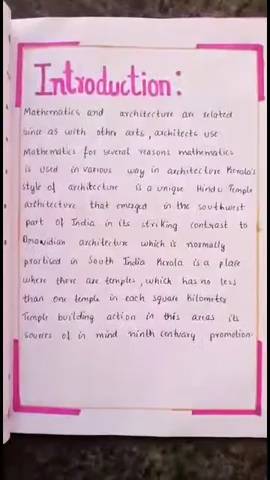 Introduction:
Mathematics and architecture are related
since as with other arts, architects use
Mathematics for several reasons mathematics
is used in various way in architecture Kerala's
style of architecture is a unique Hindu Temple
architecture that emerged in the southwest
part of India in its striking contrast to
Dravidian architecture which is normally
practised in South India Kerala is a place
where there are temples, which has no less
than one temple in each square kilometer
Temple building action in this areas its
sources of in mind ninth centuary promotion.